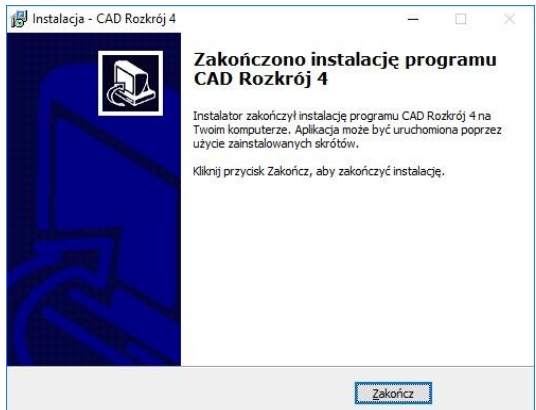 Instalacja - CAD Rozkrój 4
Zakończono instalację programu
CAD Rozkrój 4
Instalator zakończył instalację programu CAD Rozkrój 4 na
Twoim komputerze. Aplikacja może być uruchomiona poprzez
użycie zainstalowanych skrótów.
Kliknij przycisk Zakończ, aby zakończyć instalację.
Zakończ